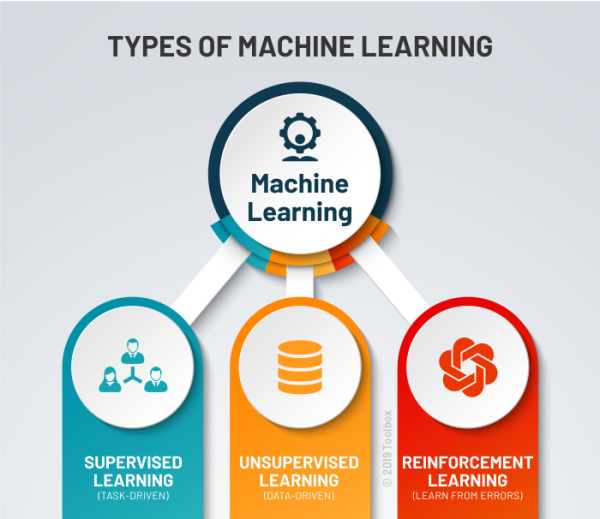 TYPES OF MACHINE LEARNING
Machine
Learning
SUPERVISED
LEARNING
(TASK-DRIVEN)
UNSUPERVISED
LEARNING
(DATA-DRIVEN)
REINFORCEMENT
LEARNING
(LEARN FROM ERRORS)
© 2019 Toolbox